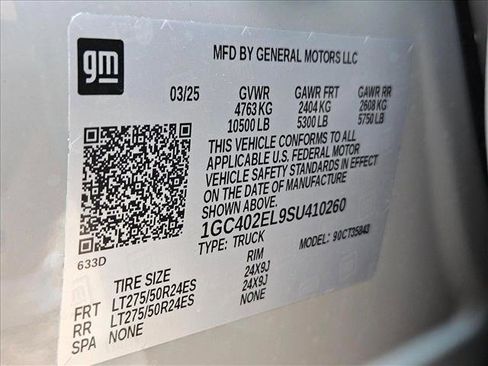 gm
MFD BY GENERAL MOTORS LLC
03/25 GVWR GAWR FRT GAWR RR
4763 KG 2404 KG 2608 KG
10500 LB 5300 LB 5750 LB
THIS VEHICLE CONFORMS TO ALL
APPLICABLE U.S. FEDERAL MOTOR
VEHICLE SAFETY STANDARDS IN EFFECT
ON THE DATE OF MANUFACTURE
SHOWN ABOVE.
1GC402EL9SU410260
TYPE: TRUCK MODEL: 90CT35843
633D
TIRE SIZE RIM
FRT LT275/50R24ES 24X9J
RR LT275/50R24ES 24X9J
SPA NONE NONE